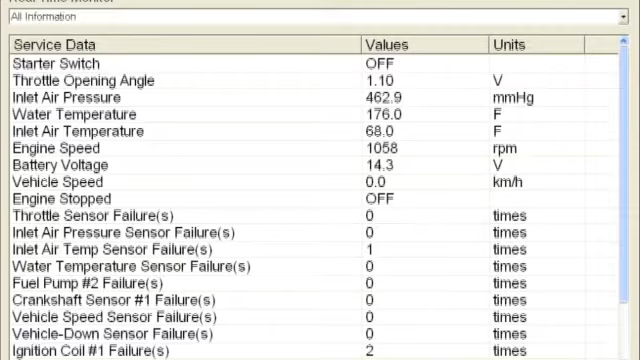 All Information
Service Data Values Units
Starter Switch OFF
Throttle Opening Angle 1.10 V
Inlet Air Pressure 462.9 mmHg
Water Temperature 176.0 F
Inlet Air Temperature 68.0 F
Engine Speed 1058 rpm
Battery Voltage 14.3 V
Vehicle Speed 0.0 km/h
Engine Stopped OFF
Throttle Sensor Failure(s) 0 times
Inlet Air Pressure Sensor Failure(s) 0 times
Inlet Air Temp Sensor Failure(s) 1 times
Water Temperature Sensor Failure(s) 0 times
Fuel Pump #2 Failure(s) 0 times
Crankshaft Sensor #1 Failure(s) 0 times
Vehicle Speed Sensor Failure(s) 0 times
Vehicle-Down Sensor Failure(s) 0 times
Ignition Coil #1 Failure(s) 2 times